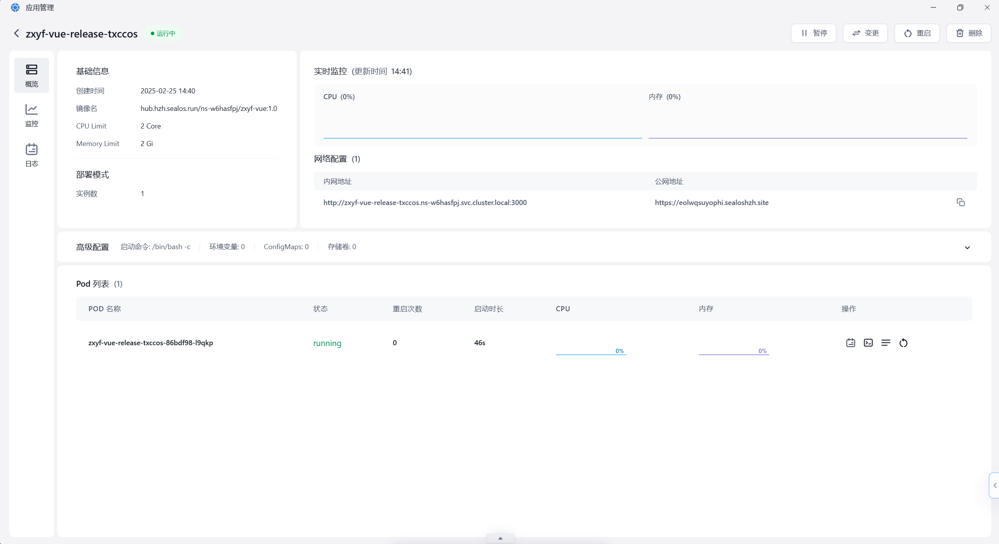 应用管理
zxyf-vue-release-txccos
运行中
暂停
变更
重启
删除
概览
监控
日志
基础信息
创建时间 2025-02-25 14:40
镜像名 hub.hzh.sealos.run/ns-w6hasfpj/zxyf-vue:1.0
CPU Limit 2 Core
Memory Limit 2 Gi
部署模式
实例数 1
实时监控 (更新时间 14:41)
CPU (0%)
内存 (0%)
网络配置 (1)
内网地址 公网地址
http://zxyf-vue-release-txccos.ns-w6hasfpj.svc.cluster.local:3000 https://eolwqsuyophi.sealoshzh.site
高级配置 启动命令: /bin/bash -c 环境变量: 0 ConfigMaps: 0 存储卷: 0
Pod 列表 (1)
POD 名称 状态 重启次数 启动时长 CPU 内存 操作
zxyf-vue-release-txccos-86bdf98-l9qkp running 0 46s 0% 0%